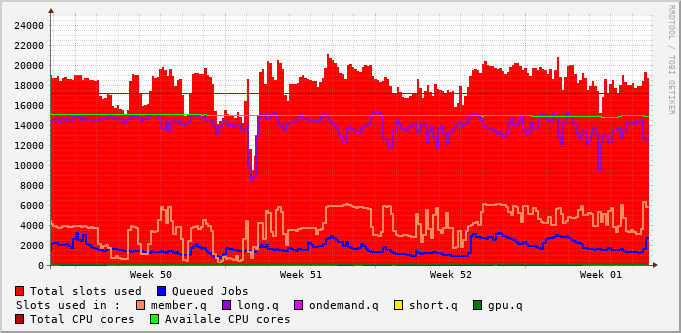 24000
22000
20000
18000
16000
14000
12000
10000
8000
6000
4000
2000
0
Week 50 Week 51 Week 52 Week 01
RRDTOOL / TOBI OETIKER
Total slots used Queued Jobs
Slots used in : member.q long.q ondemand.q short.q gpu.q
Total CPU cores Availale CPU cores